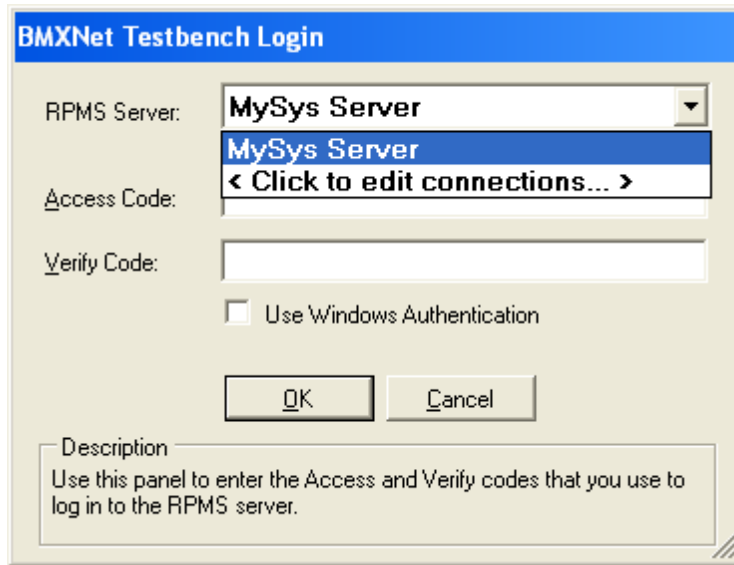 BMXNet Testbench Login
RPMS Server:
MySys Server
MySys Server
< Click to edit connections... >
Access Code:
Verify Code:
Use Windows Authentication
OK
Cancel
Description
Use this panel to enter the Access and Verify codes that you use to
log in to the RPMS server.